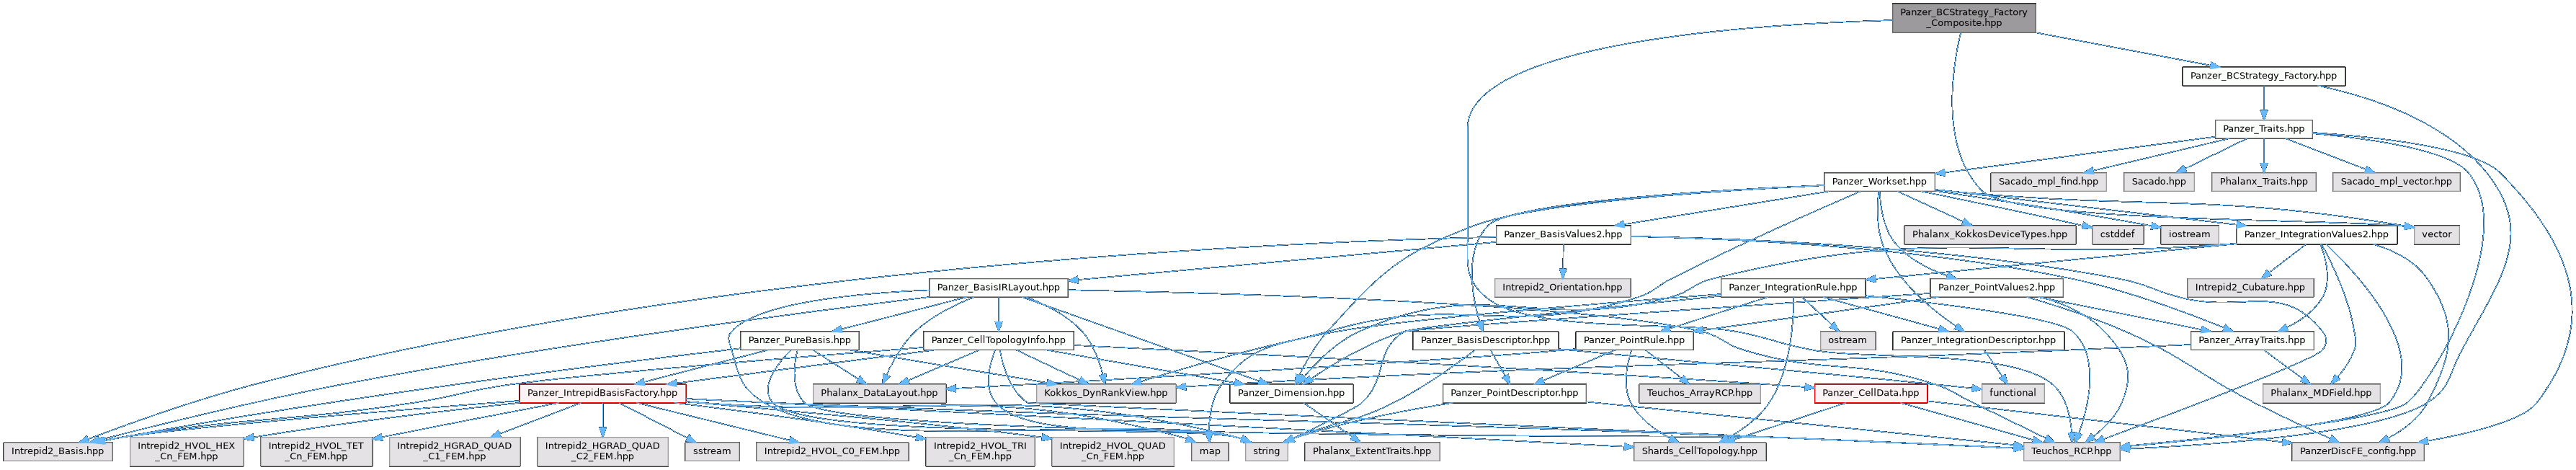 Panzer_BCStrategy_Factory
_Composite.hpp
Panzer_BCStrategy_Factory.hpp
Panzer_Traits.hpp
Panzer_Workset.hpp
Sacado_mpl_find.hpp
Sacado.hpp
Phalanx_Traits.hpp
Sacado_mpl_vector.hpp
Panzer_BasisValues2.hpp
Phalanx_KokkosDeviceTypes.hpp
cstddef
iostream
Panzer_IntegrationValues2.hpp
vector
Panzer_BasisIRLayout.hpp
Intrepid2_Orientation.hpp
Panzer_IntegrationRule.hpp
Panzer_PointValues2.hpp
Intrepid2_Cubature.hpp
Panzer_PureBasis.hpp
Panzer_CellTopologyInfo.hpp
Panzer_BasisDescriptor.hpp
Panzer_PointRule.hpp
ostream
Panzer_IntegrationDescriptor.hpp
Panzer_ArrayTraits.hpp
Panzer_IntrepidBasisFactory.hpp
Phalanx_DataLayout.hpp
Kokkos_DynRankView.hpp
Panzer_Dimension.hpp
Panzer_PointDescriptor.hpp
Teuchos_ArrayRCP.hpp
Panzer_CellData.hpp
functional
Phalanx_MDField.hpp
Intrepid2_Basis.hpp
Intrepid2_HVOL_HEX
_Cn_FEM.hpp
Intrepid2_HVOL_TET
_Cn_FEM.hpp
Intrepid2_HGRAD_QUAD
_C1_FEM.hpp
Intrepid2_HGRAD_QUAD
_C2_FEM.hpp
sstream
Intrepid2_HVOL_C0_FEM.hpp
Intrepid2_HVOL_TRI
_Cn_FEM.hpp
Intrepid2_HVOL_QUAD
_Cn_FEM.hpp
map
string
Phalanx_ExtentTraits.hpp
Shards_CellTopology.hpp
Teuchos_RCP.hpp
PanzerDiscFE_config.hpp